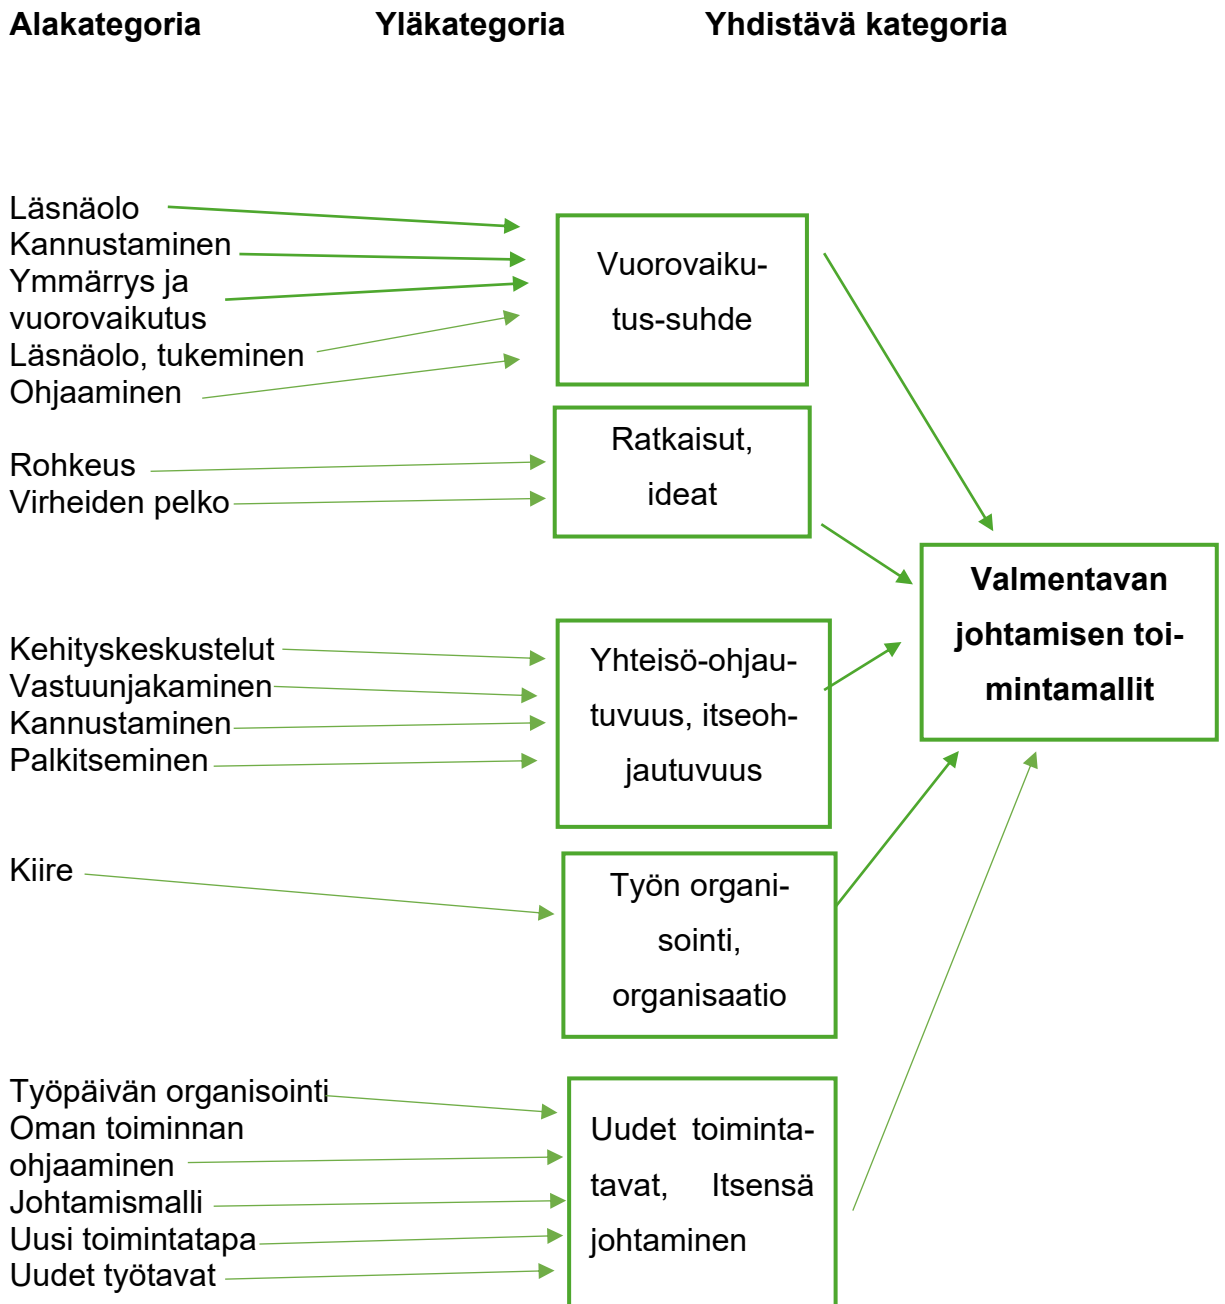 Alakategoria Yläkategoria Yhdistävä kategoria
Läsnäolo
Kannustaminen
Ymmärrys ja
vuorovaikutus
Läsnäolo, tukeminen
Ohjaaminen
Vuorovaiku-
tus-suhde
Rohkeus
Virheiden pelko
Ratkaisut,
ideat
Kehityskeskustelut
Vastuunjakaminen
Kannustaminen
Palkitseminen
Yhteisö-ohjau-
tuvuus, itseoh-
jautuvuus
Valmentavan
johtamisen toi-
mintamallit
Kiire
Työn organi-
sointi,
organisaatio
Työpäivän organisointi
Oman toiminnan
ohjaaminen
Johtamismalli
Uusi toimintatapa
Uudet työtavat
Uudet toiminta-
tavat, Itsensä
johtaminen